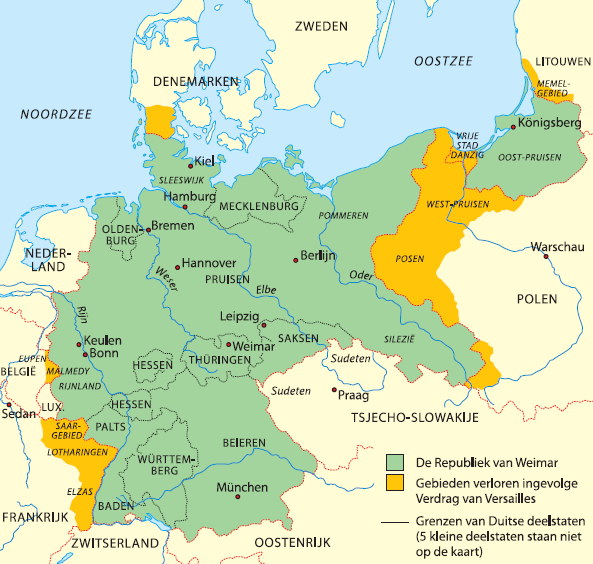 ZWEDEN
OOSTZEE
LITOUWEN
DENEMARKEN
MEMEL-
GEBIED
NOORDZEE
Königsberg
VRIJE
STAD
DANZIG
OOST-PRUISEN
Kiel
SLEESWIJK
Hamburg
MECKLENBURG
WEST-PRUISEN
POMMEREN
OLDEN-
BURG
Bremen
NEDER-
LAND
Hannover
Berlijn
POSEN
Warschau
PRUISEN
Weser
Elbe
Oder
POLEN
Rijn
Leipzig
Keulen
Bonn
Weimar
SAKSEN
SILEZIË
EUPEN
MALMEDY
BELGIË
RIJNLAND
HESSEN
THÜRINGEN
Sudeten
Sudeten
Praag
LUX.
Sedan
HESSEN
TSJECHO-SLOWAKIJE
SAAR-
GEBIED
PALTS
LOTHARINGEN
BEIEREN
WÜRTTEM-
BERG
ELZAS
BADEN
München
FRANKRIJK
ZWITSERLAND
OOSTENRIJK
De Republiek van Weimar
Gebieden verloren ingevolge
Verdrag van Versailles
Grenzen van Duitse deelstaten
(5 kleine deelstaten staan niet
op de kaart)